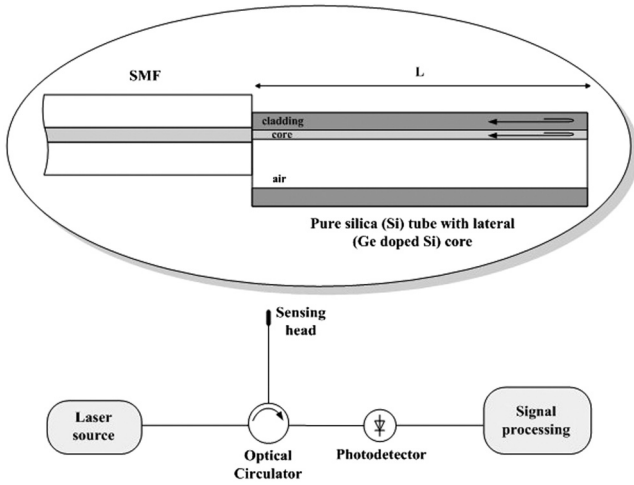 SMF
L
cladding
core
air
Pure silica (Si) tube with lateral
(Ge doped Si) core
Sensing
head
Laser
source
Optical
Circulator
Photodetector
Signal
processing